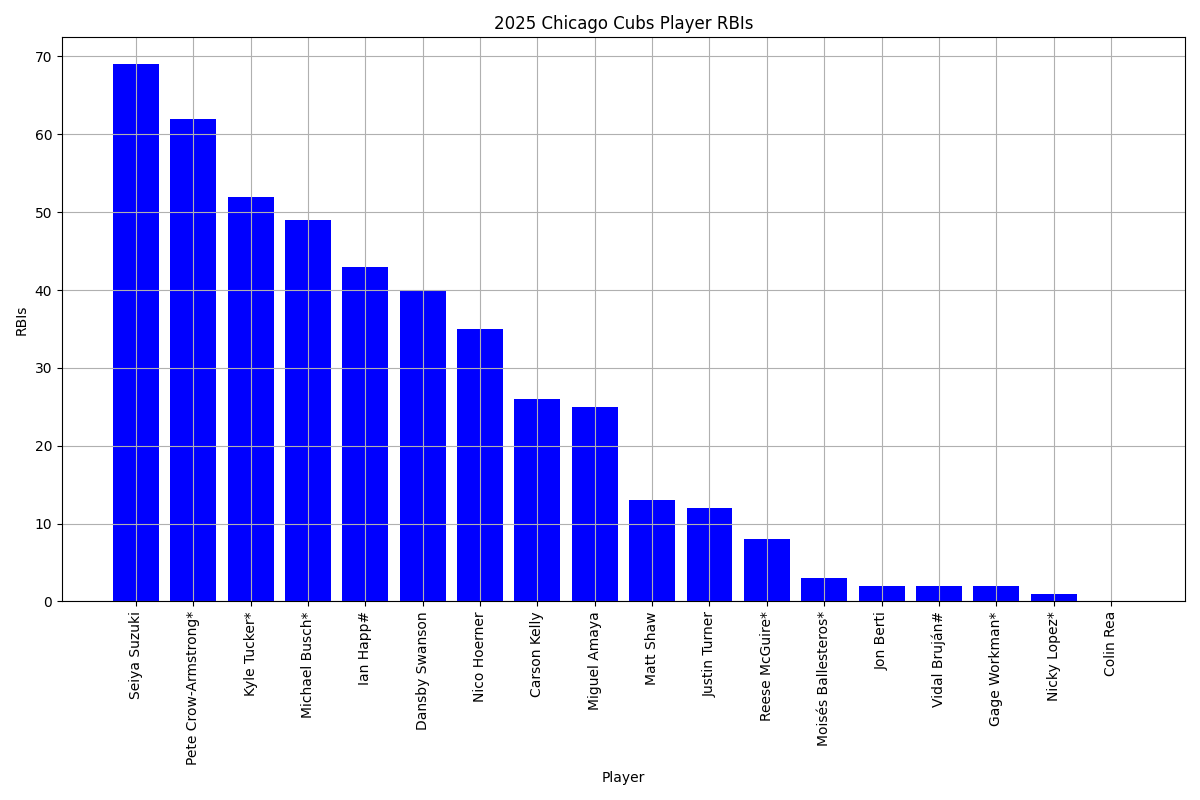 2025 Chicago Cubs Player RBIs
RBIs
70
60
50
40
30
20
10
0
Seiya Suzuki
Pete Crow-Armstrong*
Kyle Tucker*
Michael Busch*
Ian Happ#
Dansby Swanson
Nico Hoerner
Carson Kelly
Miguel Amaya
Matt Shaw
Justin Turner
Reese McGuire*
Moisés Ballesteros*
Jon Berti
Vidal Bruján#
Gage Workman*
Nicky Lopez*
Colin Rea
Player